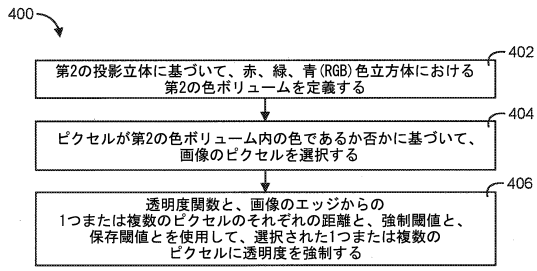 400
402
第2の投影立体に基づいて、赤、緑、青(RGB)色立方体における
第2の色ボリュームを定義する
404
ピクセルが第2の色ボリューム内の色であるか否かに基づいて、
画像のピクセルを選択する
406
透明度関数と、画像のエッジからの
1つまたは複数のピクセルのそれぞれの距離と、強制閾値と、
保存閾値とを使用して、選択された1つまたは複数の
ピクセルに透明度を強制する